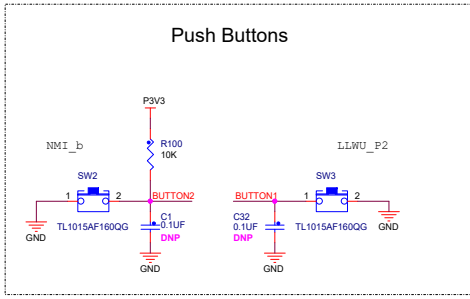 Push Buttons
P3V3
NMI_b
R100
10K
LLWU_P2
SW2
SW3
1
2
BUTTON2
BUTTON1
1
2
C1
0.1UF
DNP
C32
0.1UF
DNP
TL1015AF160QG
TL1015AF160QG
GND
GND
GND
GND